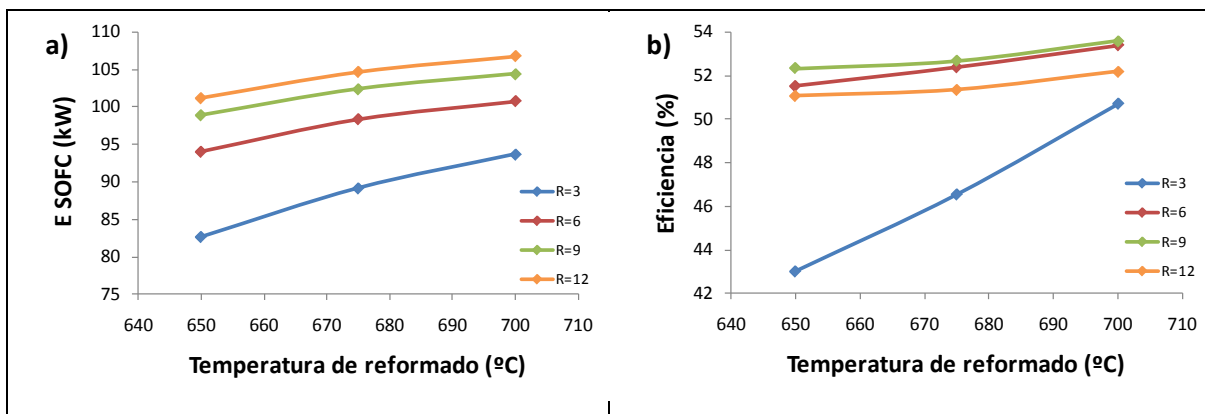 a)
E SOFC (kW)
110
105
100
95
90
85
80
75
640 650 660 670 680 690 700 710
Temperatura de reformado (ºC)
R=3
R=6
R=9
R=12
b)
Eficiencia (%)
54
52
50
48
46
44
42
640 650 660 670 680 690 700 710
Temperatura de reformado (ºC)
R=3
R=6
R=9
R=12